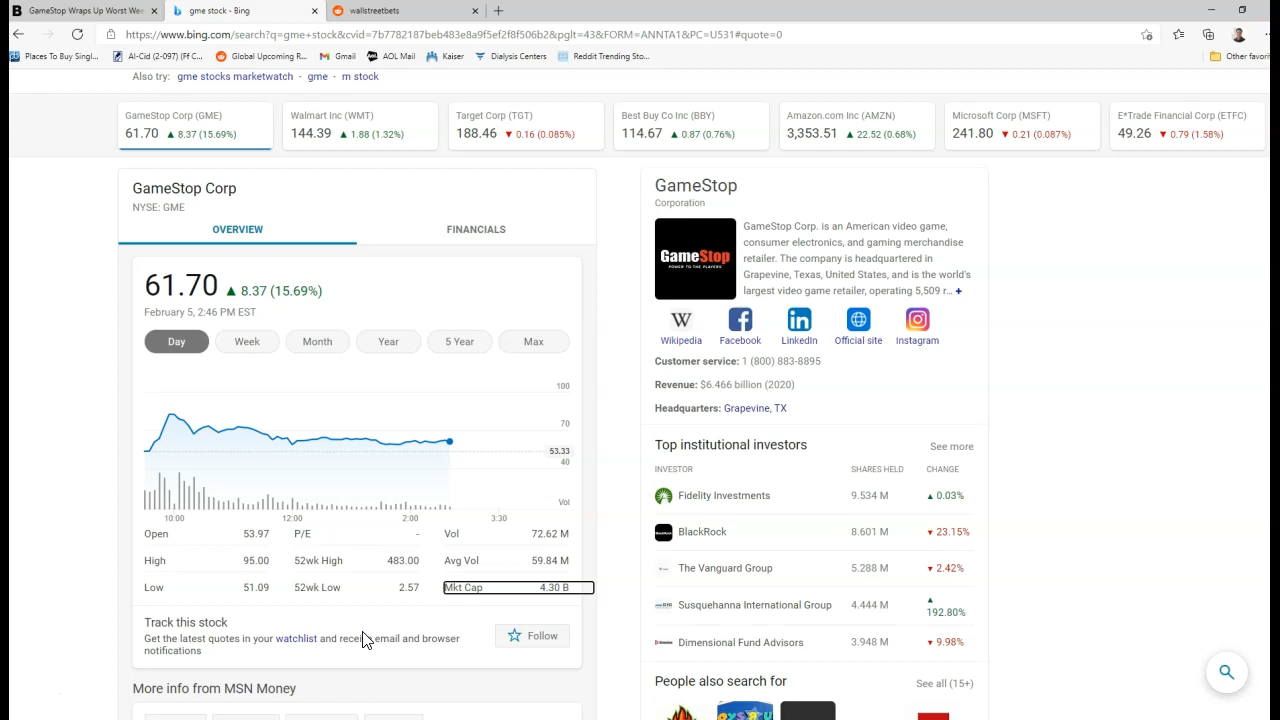 GameStop Wraps Up Worst Wee
gme stock - Bing
wallstreetbets
https://www.bing.com/search?q=gme+stock&cvid=7b7782187beb483e8a9f5ef2f8f506b2&pglt=43&FORM=ANNTA1&PC=U531#quote=0
Places To Buy Singl...
Al-Cid (2-097) (Ff C...
Global Upcoming R...
Gmail
AOL Mail
Kaiser
Dialysis Centers
Reddit Trending Sto...
Other favori
Also try: gme stocks marketwatch · gme · m stock
GameStop Corp (GME)
61.70 ▲ 8.37 (15.69%)
Walmart Inc (WMT)
144.39 ▲ 1.88 (1.32%)
Target Corp (TGT)
188.46 ▼ 0.16 (0.085%)
Best Buy Co Inc (BBY)
114.67 ▲ 0.87 (0.76%)
Amazon.com Inc (AMZN)
3,353.51 ▲ 22.52 (0.68%)
Microsoft Corp (MSFT)
241.80 ▼ 0.21 (0.087%)
E*Trade Financial Corp (ETFC)
49.26 ▼ 0.79 (1.58%)
GameStop Corp
NYSE: GME
OVERVIEW
FINANCIALS
61.70 ▲ 8.37 (15.69%)
February 5, 2:46 PM EST
Day
Week
Month
Year
5 Year
Max
100
70
53.33
40
Vol
10:00
12:00
2:00
3:30
Open 53.97 P/E - Vol 72.62 M
High 95.00 52wk High 483.00 Avg Vol 59.84 M
Low 51.09 52wk Low 2.57 Mkt Cap 4.30 B
Track this stock
Get the latest quotes in your watchlist and receive email and browser
notifications
Follow
More info from MSN Money
GameStop
Corporation
GameStop
POWER TO THE PLAYERS
GameStop Corp. is an American video game,
consumer electronics, and gaming merchandise
retailer. The company is headquartered in
Grapevine, Texas, United States, and is the world's
largest video game retailer, operating 5,509 r... +
W
Wikipedia
Facebook
LinkedIn
Official site
Instagram
Customer service: 1 (800) 883-8895
Revenue: $6.466 billion (2020)
Headquarters: Grapevine, TX
Top institutional investors
See more
INVESTOR SHARES HELD CHANGE
Fidelity Investments 9.534 M ▲ 0.03%
BlackRock 8.601 M ▼ 23.15%
The Vanguard Group 5.288 M ▼ 2.42%
Susquehanna International Group 4.444 M ▲ 192.80%
Dimensional Fund Advisors 3.948 M ▼ 9.98%
People also search for
See all (15+)